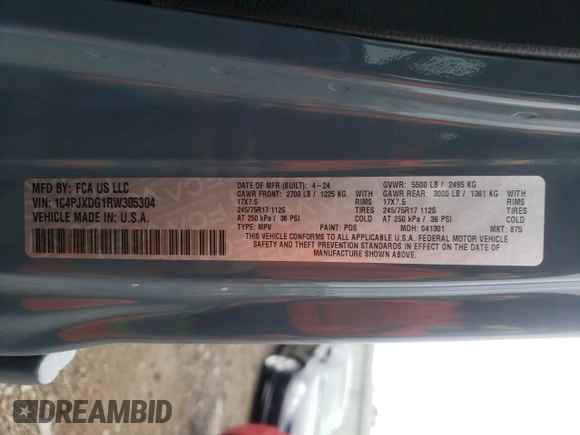 MFD BY: FCA US LLC
VIN: 1C4PJXDG1RW305304
VEHICLE MADE IN: U.S.A.
DATE OF MFR (BUILT): 4-24
GAWR FRONT: 2700 LB / 1225 KG
17X7.5 RIMS
245/75R17 112S TIRES
AT 250 kPa / 36 PSI COLD
TYPE: MPV PAINT: PDS
GVWR: 5500 LB / 2495 KG
GAWR REAR: 3000 LB / 1361 KG
17X7.5 RIMS
245/75R17 112S TIRES
AT 250 kPa / 36 PSI COLD
MDH: 041301 MKT: 875
THIS VEHICLE CONFORMS TO ALL APPLICABLE U.S.A. FEDERAL MOTOR VEHICLE
SAFETY AND THEFT PREVENTION STANDARDS IN EFFECT ON THE DATE OF
MANUFACTURE SHOWN ABOVE.
DREAMBID